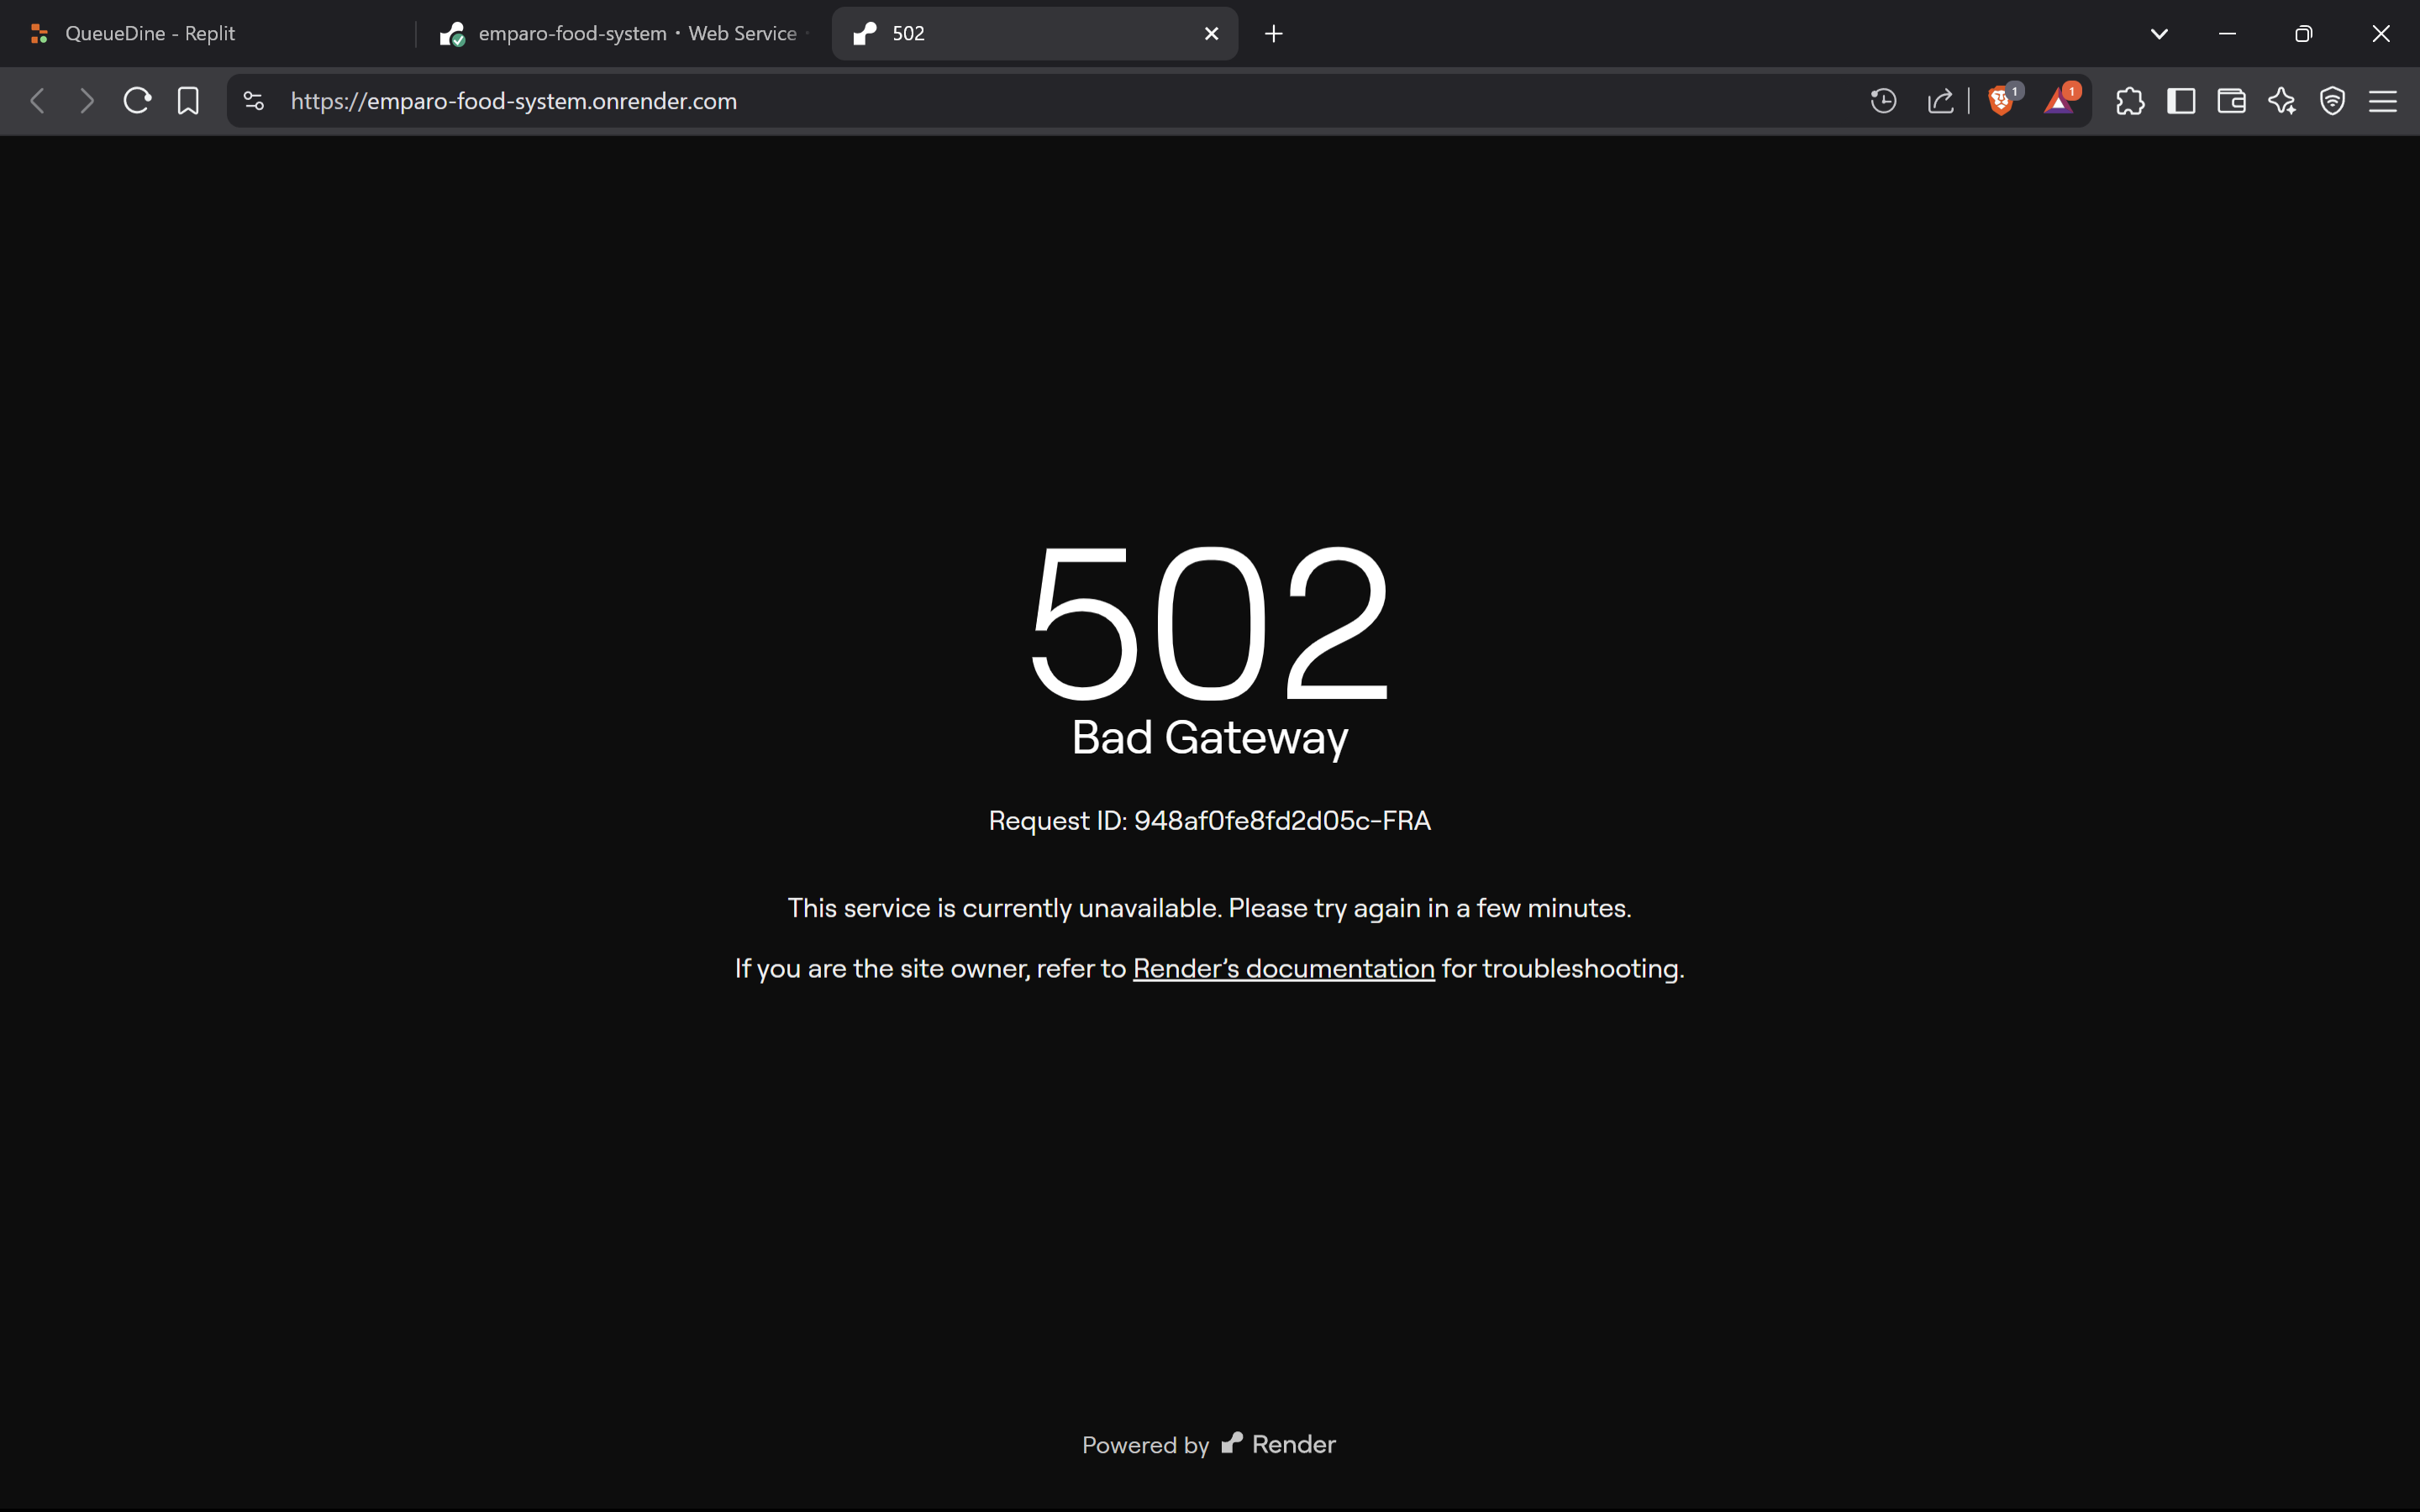 QueueDine - Replit
emparo-food-system · Web Service ·
502
https://emparo-food-system.onrender.com
1
1
502
Bad Gateway
Request ID: 948af0fe8fd2d05c-FRA
This service is currently unavailable. Please try again in a few minutes.
If you are the site owner, refer to Render’s documentation for troubleshooting.
Powered by Render